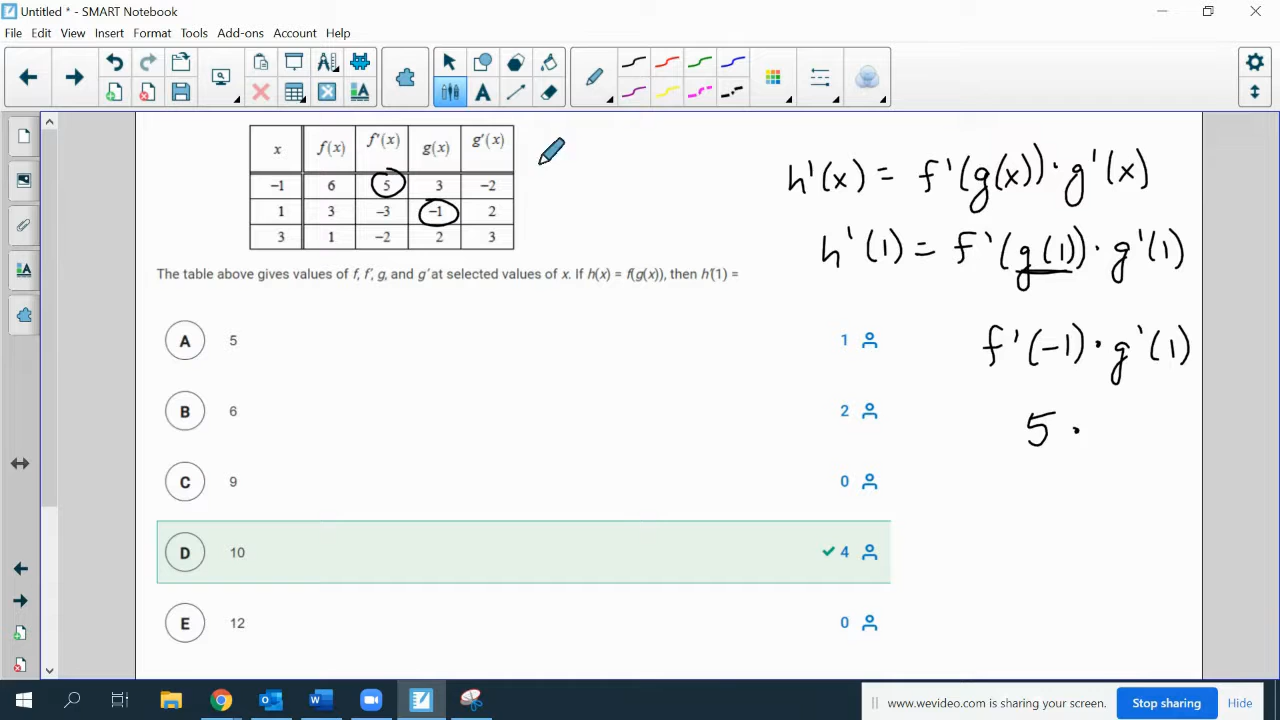 Untitled * - SMART Notebook
File Edit View Insert Format Tools Add-ons Account Help
x f(x) f'(x) g(x) g'(x)
−1 6 5 3 −2
1 3 −3 −1 2
3 1 −2 2 3
The table above gives values of f, f', g, and g' at selected values of x. If h(x) = f(g(x)), then h'(1) =
A 5 1
B 6 2
C 9 0
D 10 4
E 12 0
h'(x) = f'(g(x))·g'(x)
h'(1) = f'(g(1))·g'(1)
f'(−1)·g'(1)
5 ·
www.wevideo.com is sharing your screen. Stop sharing Hide